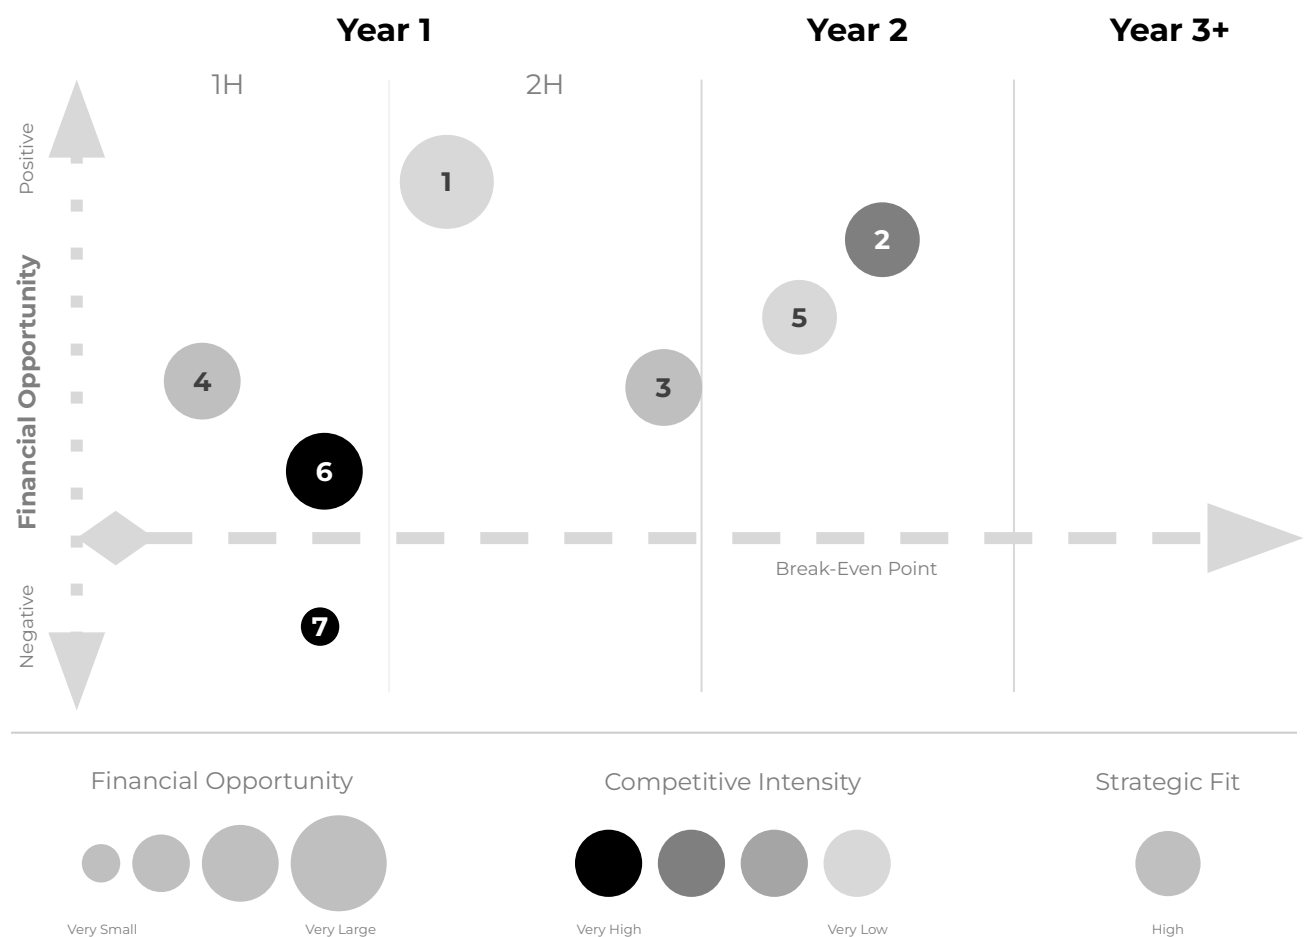 Year 1
Year 2
Year 3+
1H
2H
Positive
Financial Opportunity
Negative
1
2
5
4
3
6
Break-Even Point
7
Financial Opportunity
Competitive Intensity
Strategic Fit
Very Small
Very Large
Very High
Very Low
High